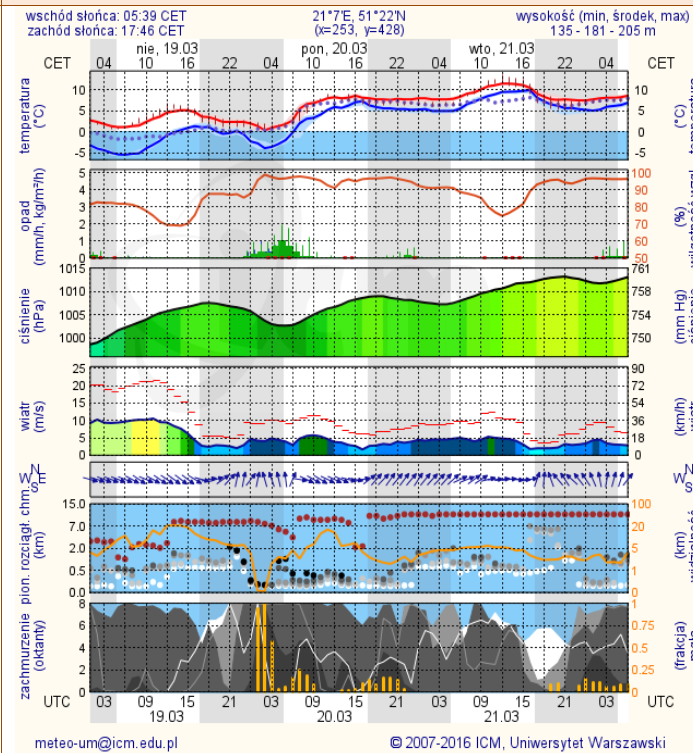 wschód słońca: 05:39 CET 21°7'E, 51°22'N wysokość (min, środek, max)
zachód słońca: 17:46 CET (x=253, y=428) 135 - 181 - 205 m
nie, 19.03 pon, 20.03 wto, 21.03
CET 04 10 16 22 04 10 16 22 04 10 16 22 04 CET
temperatura
(°C)
10 10
5 5
0 0
-5 -5
opad
(mm/h, kg/m²/h)
5 100
4 90
3 80
2 70
1 60
0 50
(%)
ciśnienie
(hPa)
1015 761
1010 758
1005 754
1000 750
(mm Hg)
wiatr
(m/s)
25 90
20 72
15 54
10 36
5 18
0 0
(km/h)
N
W E
S
N
W
S
pion. rozciągł. chm.
(km)
15.0 100
7.0 20
2.0 5
0.5 1
0.0 0
(km)
zachmurzenie
(oktanty)
8 1
6 0.75
4 0.5
2 0.25
0 0
(frakcja)
UTC 03 09 15 21 03 09 15 21 03 09 15 21 03 UTC
19.03 20.03 21.03
meteo-um@icm.edu.pl © 2007-2016 ICM, Uniwersytet Warszawski